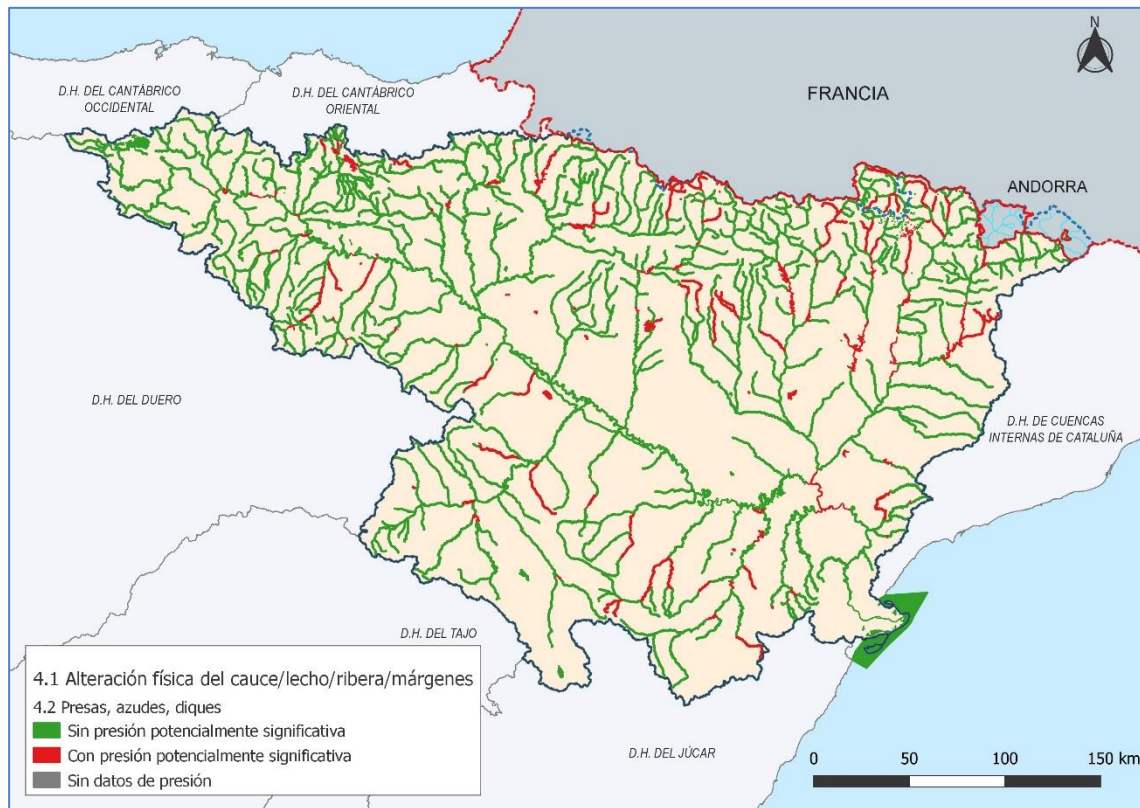 N
D.H. DEL CANTÁBRICO
OCCIDENTAL
D.H. DEL CANTÁBRICO
ORIENTAL
FRANCIA
ANDORRA
D.H. DEL DUERO
D.H. DE CUENCAS
INTERNAS DE CATALUÑA
D.H. DEL TAJO
D.H. DEL JÚCAR
4.1 Alteración física del cauce/lecho/ribera/márgenes
4.2 Presas, azudes, diques
Sin presión potencialmente significativa
Con presión potencialmente significativa
Sin datos de presión
0 50 100 150 km